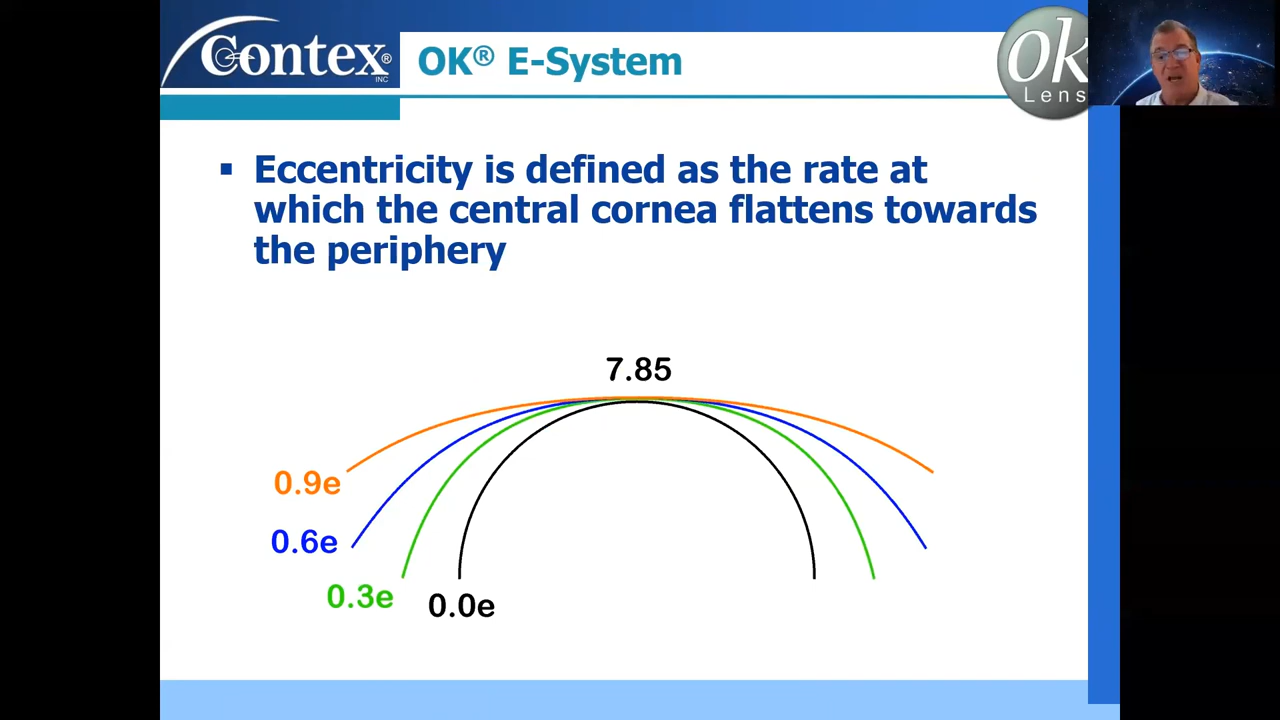 Contex®
INC
OK® E-System
ok
Lens
▪ Eccentricity is defined as the rate at
which the central cornea flattens towards
the periphery
7.85
0.9e
0.6e
0.3e
0.0e